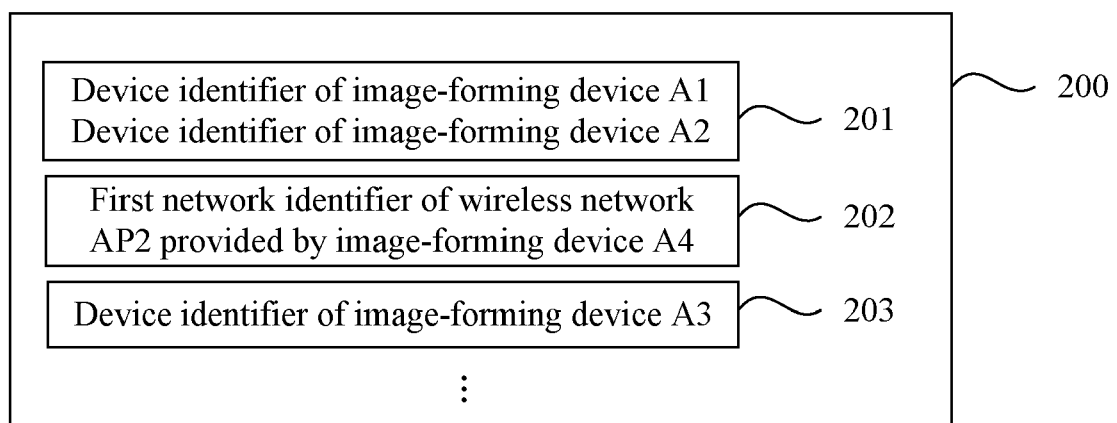 Device identifier of image-forming device A1
Device identifier of image-forming device A2
200
201
First network identifier of wireless network
AP2 provided by image-forming device A4
202
Device identifier of image-forming device A3
203